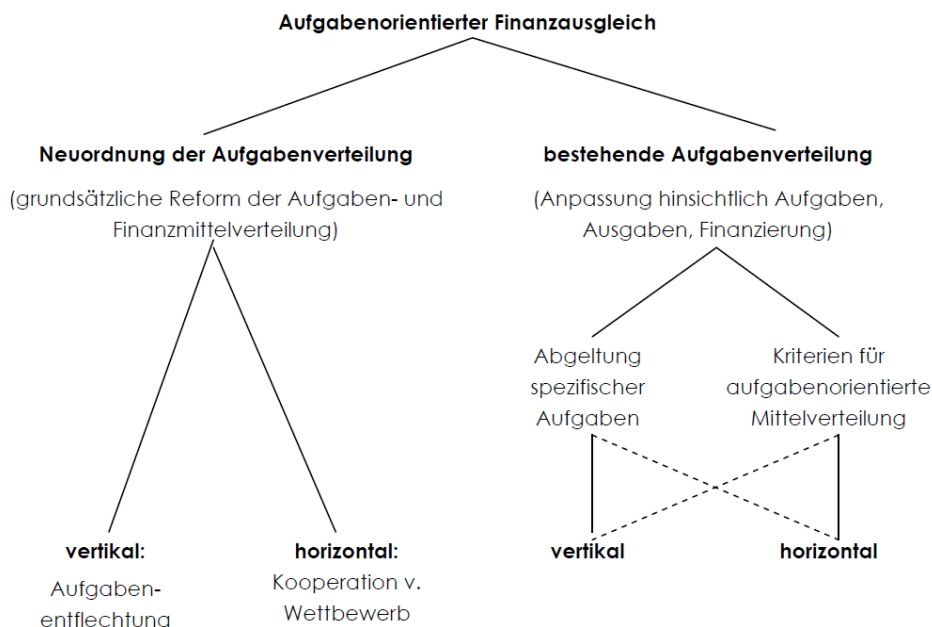 Aufgabenorientierter Finanzausgleich
Neuordnung der Aufgabenverteilung
(grundsätzliche Reform der Aufgaben- und
Finanzmittelverteilung)
bestehende Aufgabenverteilung
(Anpassung hinsichtlich Aufgaben,
Ausgaben, Finanzierung)
Abgeltung
spezifischer
Aufgaben
Kriterien für
aufgabenorientierte
Mittelverteilung
vertikal:
Aufgaben-
entflechtung
horizontal:
Kooperation v.
Wettbewerb
vertikal
horizontal